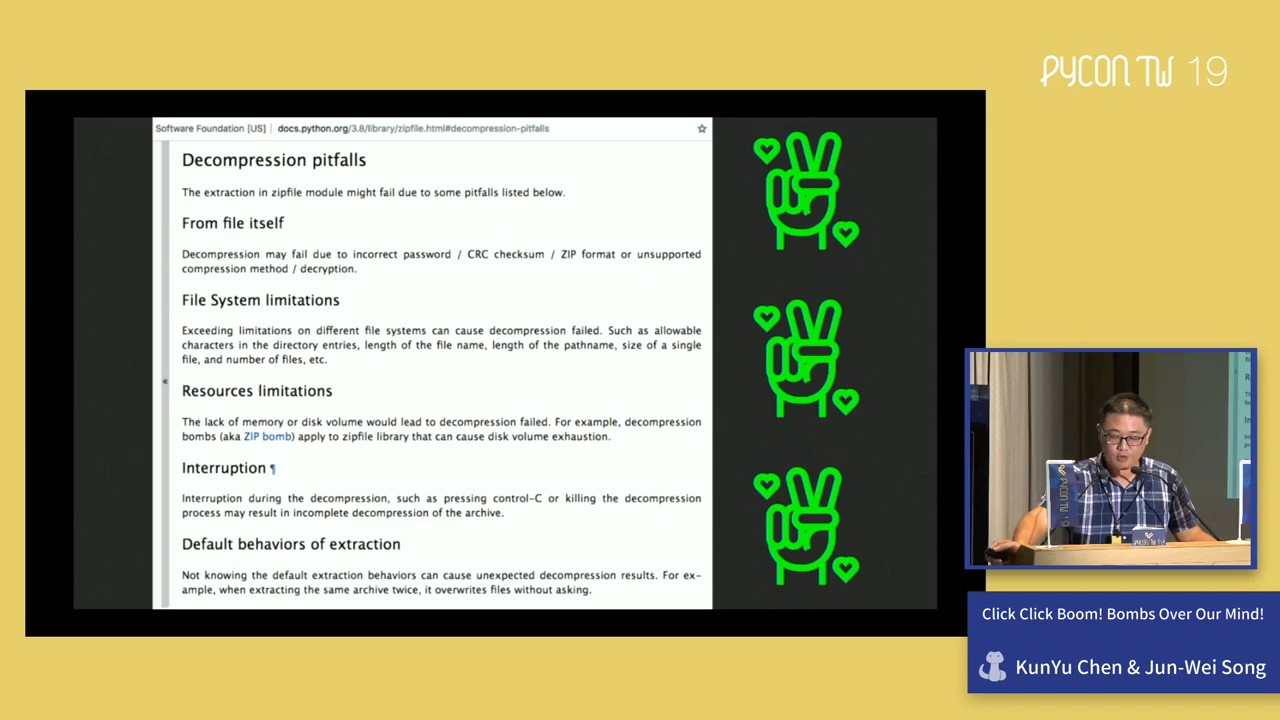 PYCON TW 19
Software Foundation [US] | docs.python.org/3.8/library/zipfile.html#decompression-pitfalls
Decompression pitfalls
The extraction in zipfile module might fail due to some pitfalls listed below.
From file itself
Decompression may fail due to incorrect password / CRC checksum / ZIP format or unsupported
compression method / decryption.
File System limitations
Exceeding limitations on different file systems can cause decompression failed. Such as allowable
characters in the directory entries, length of the file name, length of the pathname, size of a single
file, and number of files, etc.
Resources limitations
The lack of memory or disk volume would lead to decompression failed. For example, decompression
bombs (aka ZIP bomb) apply to zipfile library that can cause disk volume exhaustion.
Interruption ¶
Interruption during the decompression, such as pressing control-C or killing the decompression
process may result in incomplete decompression of the archive.
Default behaviors of extraction
Not knowing the default extraction behaviors can cause unexpected decompression results. For ex-
ample, when extracting the same archive twice, it overwrites files without asking.
PYCON TW 19
PYCON TW 19
Click Click Boom! Bombs Over Our Mind!
KunYu Chen & Jun-Wei Song